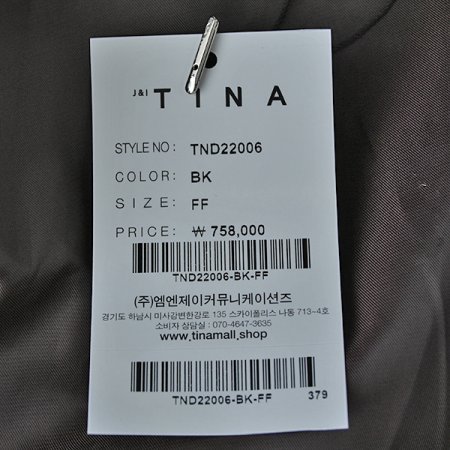 J&I TINA
STYLE NO: TND22006
COLOR: BK
SIZE: FF
PRICE: ₩ 758,000
TND22006-BK-FF
(주)엠엔제이커뮤니케이션즈
경기도 하남시 미사강변한강로 135 스카이폴리스 나동 713~4호
소비자 상담실 : 070-4647-3635
www.tinamall.shop
TND22006-BK-FF 379